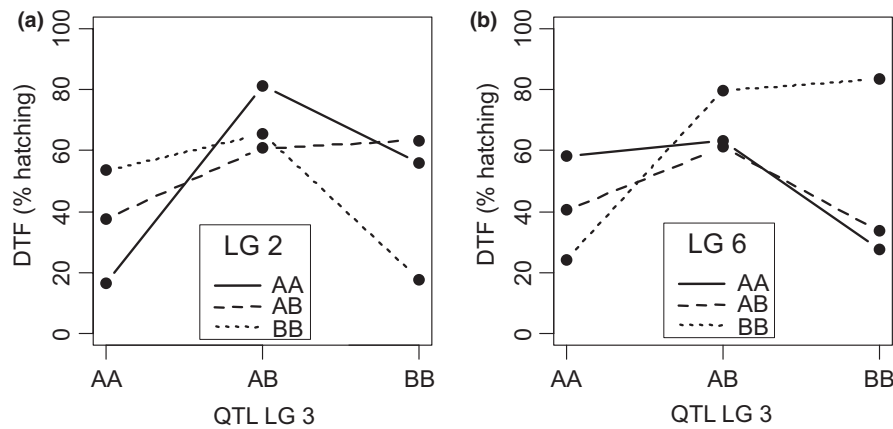 (a)
DTF (% hatching)
100
80
60
40
20
0
LG 2
AA
AB
BB
AA AB BB
QTL LG 3
(b)
DTF (% hatching)
100
80
60
40
20
0
LG 6
AA
AB
BB
AA AB BB
QTL LG 3